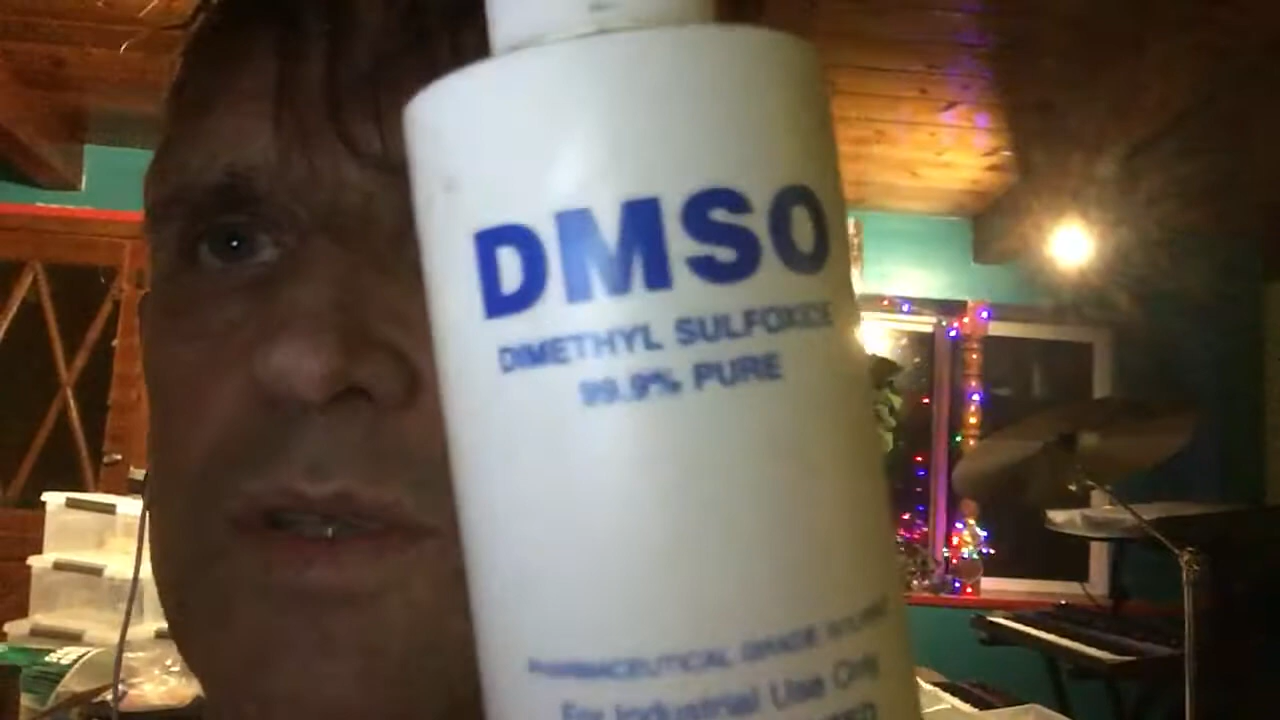 DMSO
DIMETHYL SULFOXIDE
99.9% PURE
PHARMACEUTICAL GRADE
For Industrial Use Only